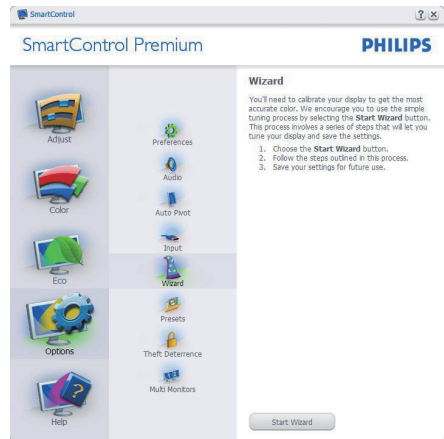 SmartControl
? X
SmartControl Premium
PHILIPS
Adjust
Color
Eco
Options
Help
Preferences
Audio
Auto Pivot
Input
Wizard
Presets
Theft Deterrence
Multi Monitors
Wizard
You'll need to calibrate your display to get the most
accurate color. We encourage you to use the simple
tuning process by selecting the Start Wizard button.
This process involves a series of steps that will let you
tune your display and save the settings.
1. Choose the Start Wizard button.
2. Follow the steps outlined in this process.
3. Save your settings for future use.
Start Wizard